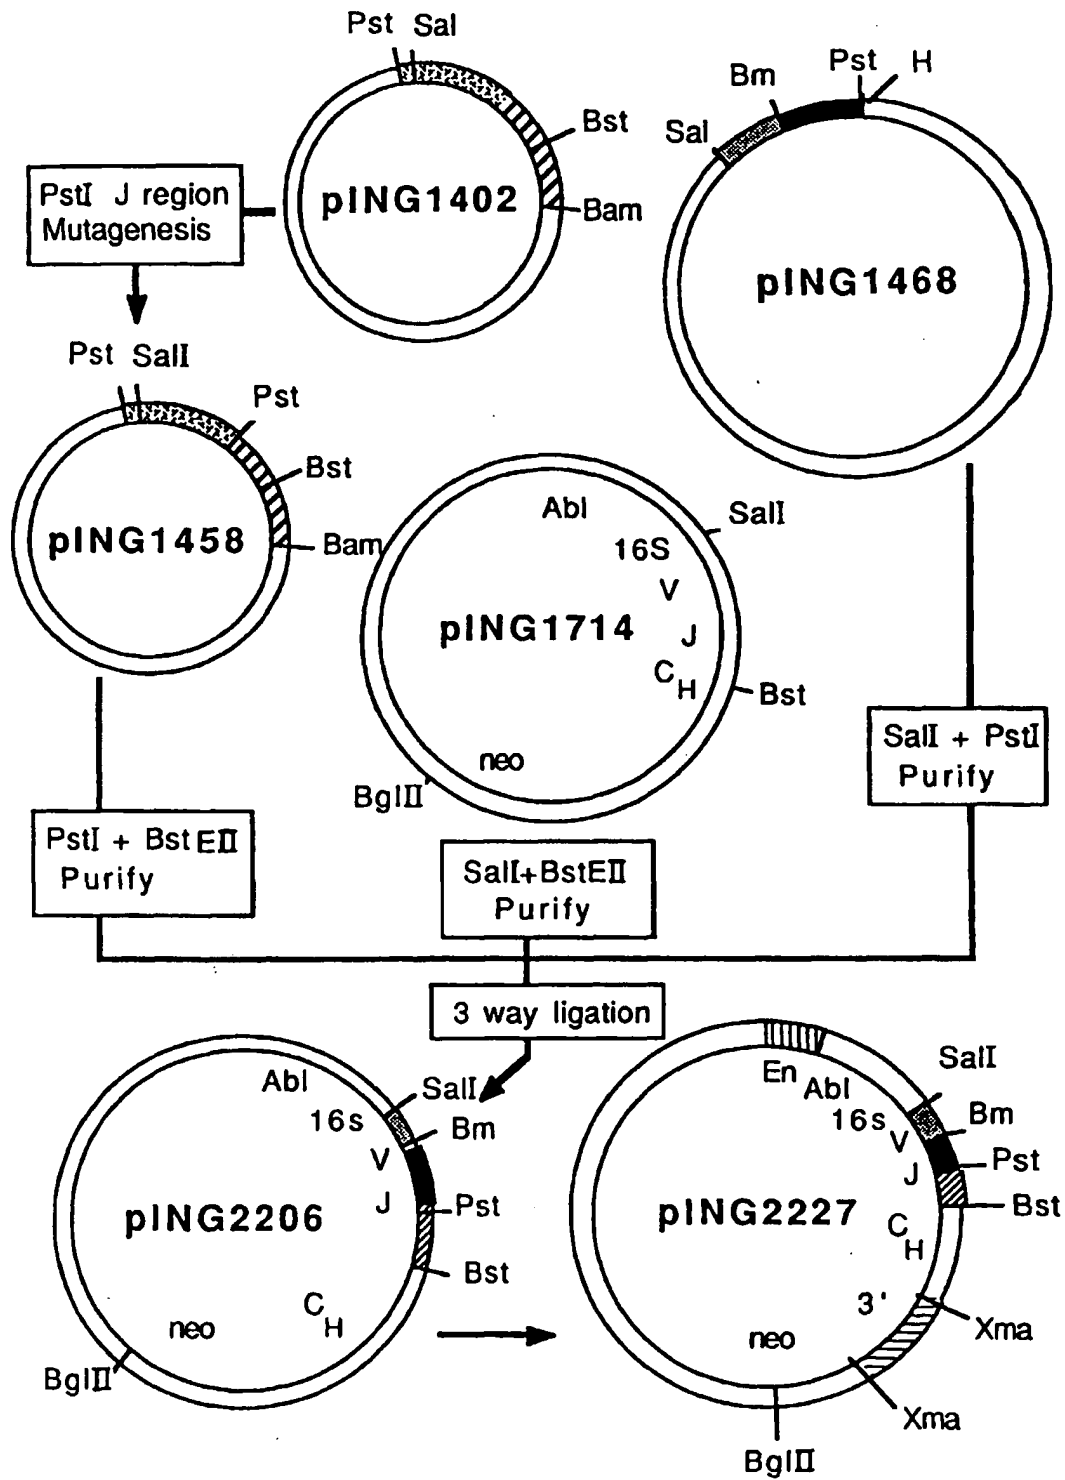 Pst Sal
Bst
Bam
pING1402
PstI J region
Mutagenesis
Sal
Bm
Pst
H
pING1468
Pst SalI
Pst
Bst
Bam
pING1458
Abl
SalI
16S
V
J
C H
Bst
neo
BglII
pING1714
SalI + PstI
Purify
PstI + BstEII
Purify
SalI+BstEII
Purify
3 way ligation
Abl
SalI
16s
Bm
V
J
Pst
Bst
C H
neo
BglII
pING2206
En
Abl
SalI
16s
Bm
V
Pst
J
Bst
C H
3'
Xma
Xma
neo
BglII
pING2227